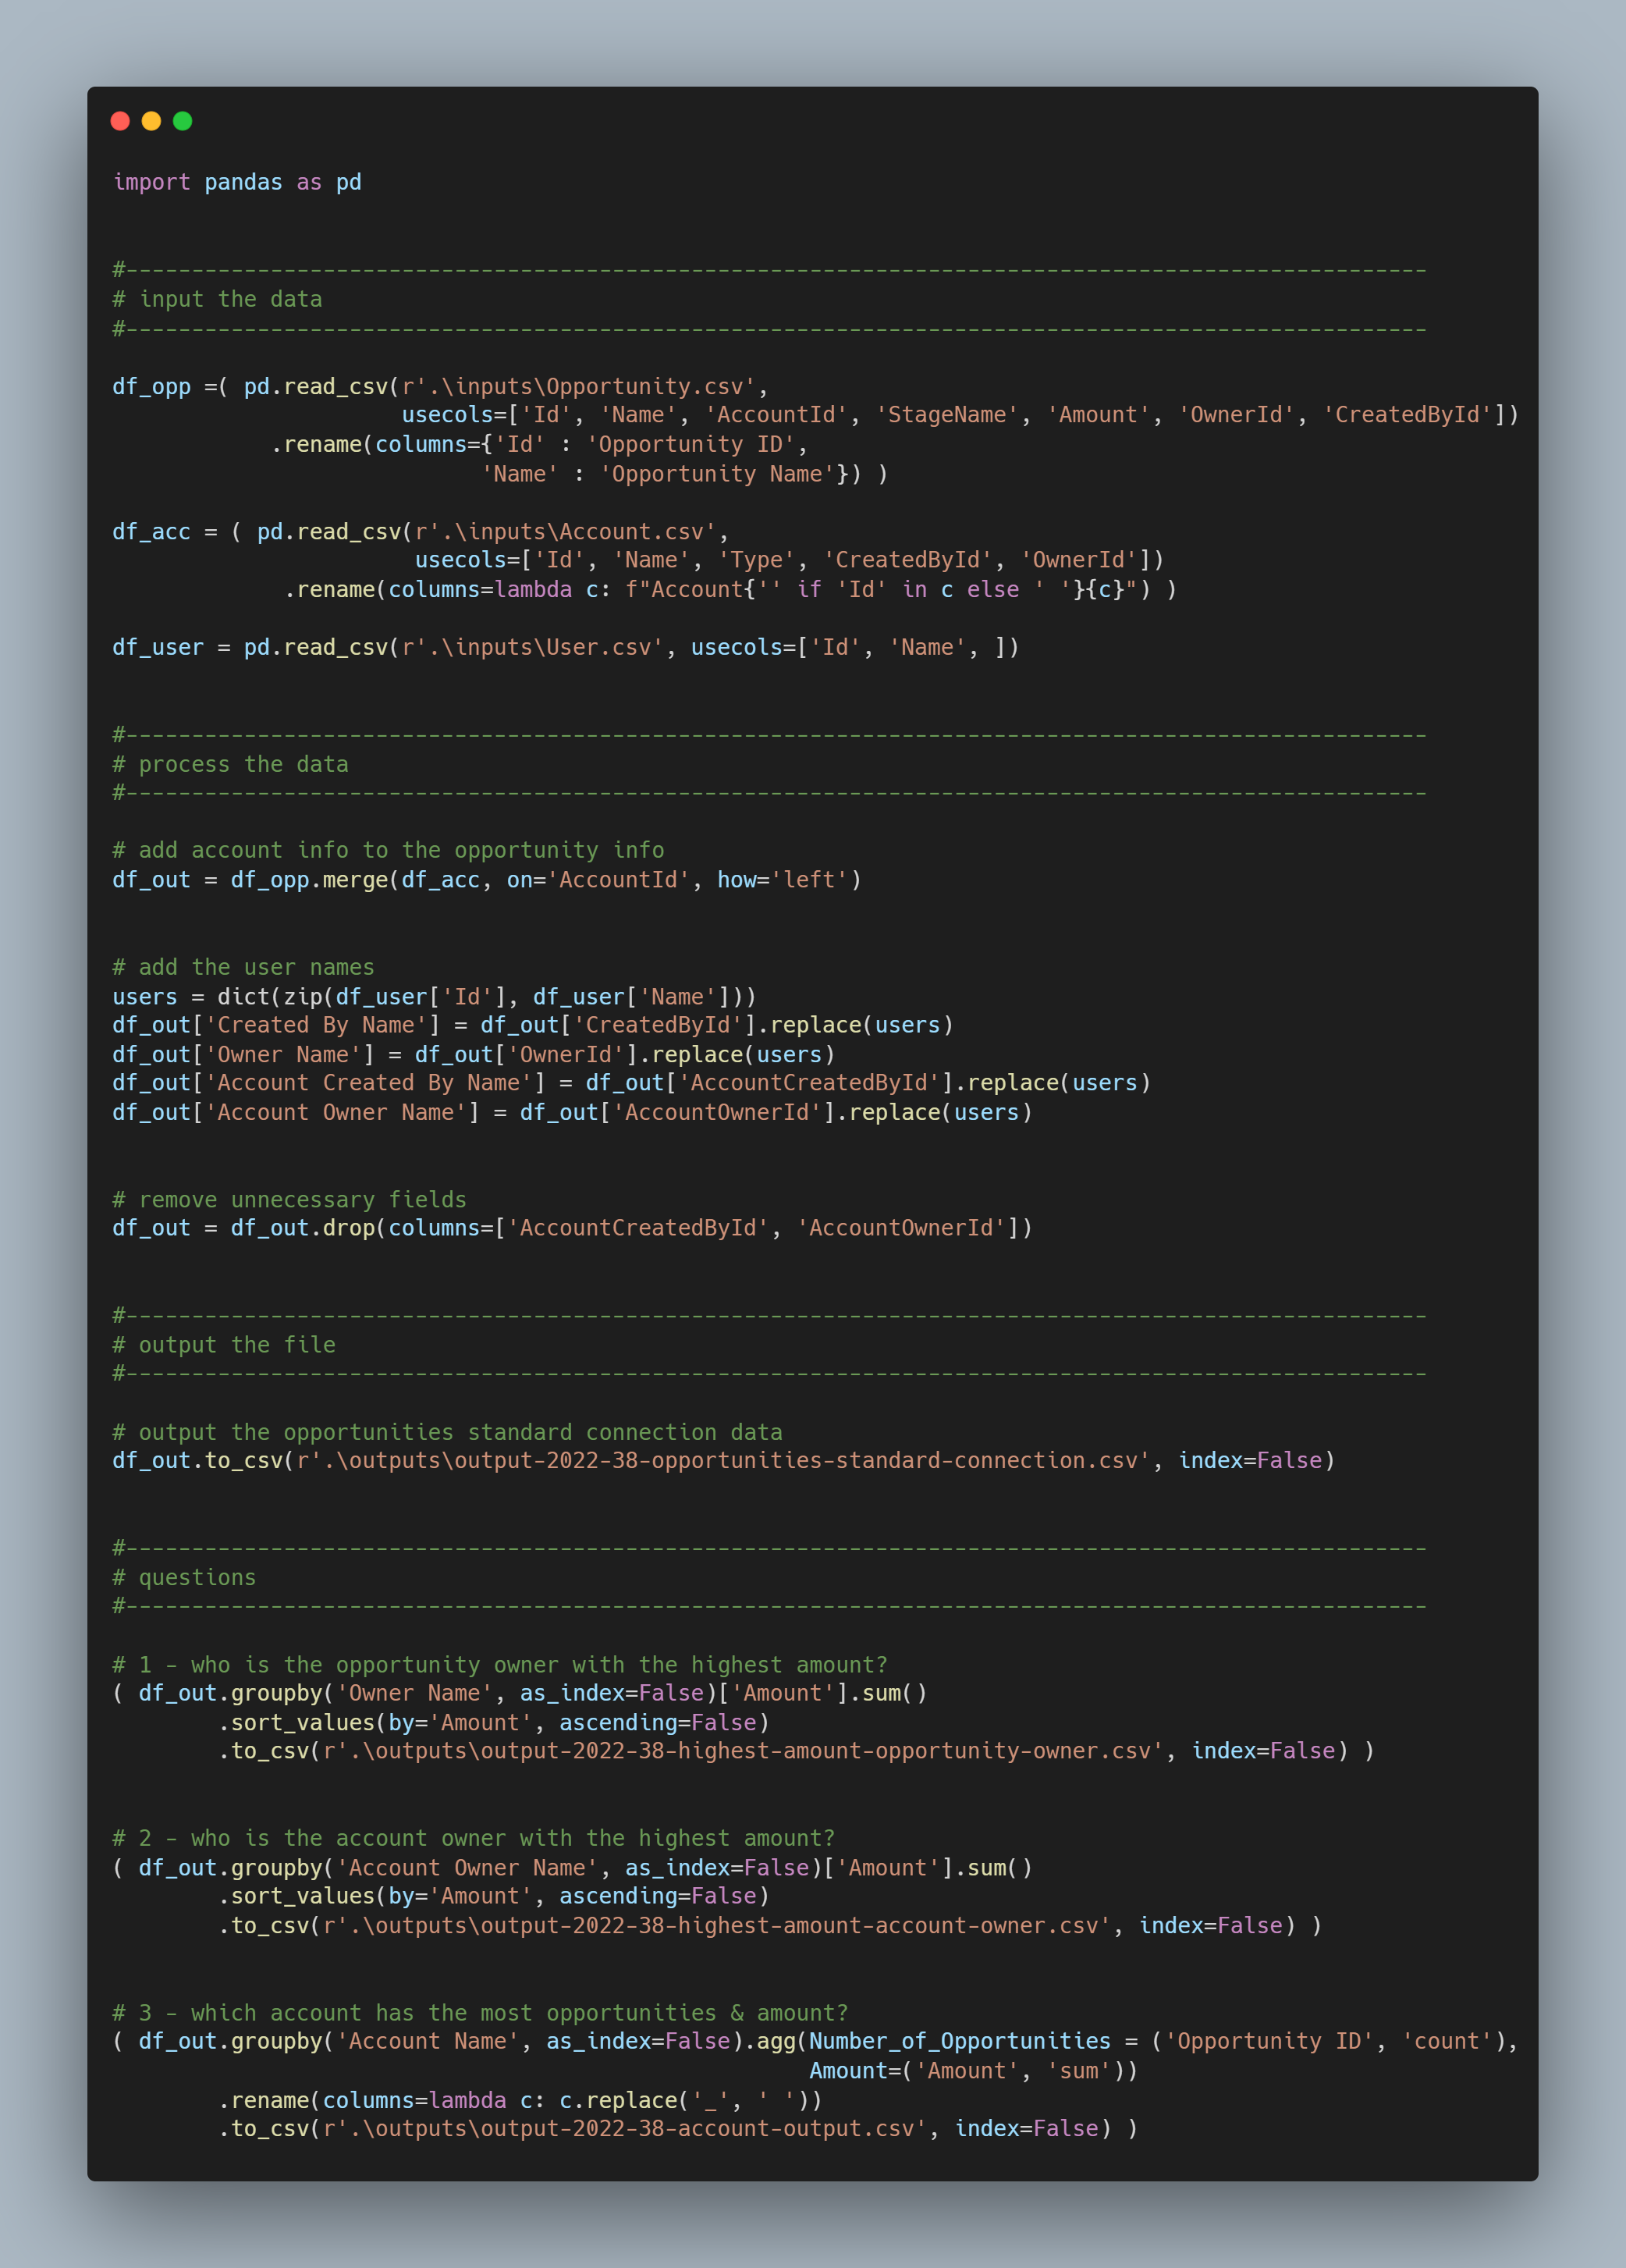 import pandas as pd
#---------------------------------------------------------------------------------------------------
# input the data
#---------------------------------------------------------------------------------------------------
df_opp =( pd.read_csv(r'.\inputs\Opportunity.csv',
                      usecols=['Id', 'Name', 'AccountId', 'StageName', 'Amount', 'OwnerId', 'CreatedById'])
            .rename(columns={'Id' : 'Opportunity ID',
                            'Name' : 'Opportunity Name'}) )
df_acc = ( pd.read_csv(r'.\inputs\Account.csv',
                       usecols=['Id', 'Name', 'Type', 'CreatedById', 'OwnerId'])
             .rename(columns=lambda c: f"Account{'' if 'Id' in c else ' '}{c}") )
df_user = pd.read_csv(r'.\inputs\User.csv', usecols=['Id', 'Name', ])
#---------------------------------------------------------------------------------------------------
# process the data
#---------------------------------------------------------------------------------------------------
# add account info to the opportunity info
df_out = df_opp.merge(df_acc, on='AccountId', how='left')
# add the user names
users = dict(zip(df_user['Id'], df_user['Name']))
df_out['Created By Name'] = df_out['CreatedById'].replace(users)
df_out['Owner Name'] = df_out['OwnerId'].replace(users)
df_out['Account Created By Name'] = df_out['AccountCreatedById'].replace(users)
df_out['Account Owner Name'] = df_out['AccountOwnerId'].replace(users)
# remove unnecessary fields
df_out = df_out.drop(columns=['AccountCreatedById', 'AccountOwnerId'])
#---------------------------------------------------------------------------------------------------
# output the file
#---------------------------------------------------------------------------------------------------
# output the opportunities standard connection data
df_out.to_csv(r'.\outputs\output-2022-38-opportunities-standard-connection.csv', index=False)
#---------------------------------------------------------------------------------------------------
# questions
#---------------------------------------------------------------------------------------------------
# 1 - who is the opportunity owner with the highest amount?
( df_out.groupby('Owner Name', as_index=False)['Amount'].sum()
        .sort_values(by='Amount', ascending=False)
        .to_csv(r'.\outputs\output-2022-38-highest-amount-opportunity-owner.csv', index=False) )
# 2 - who is the account owner with the highest amount?
( df_out.groupby('Account Owner Name', as_index=False)['Amount'].sum()
        .sort_values(by='Amount', ascending=False)
        .to_csv(r'.\outputs\output-2022-38-highest-amount-account-owner.csv', index=False) )
# 3 - which account has the most opportunities & amount?
( df_out.groupby('Account Name', as_index=False).agg(Number_of_Opportunities = ('Opportunity ID', 'count'),
                                                     Amount=('Amount', 'sum'))
        .rename(columns=lambda c: c.replace('_', ' '))
        .to_csv(r'.\outputs\output-2022-38-account-output.csv', index=False) )